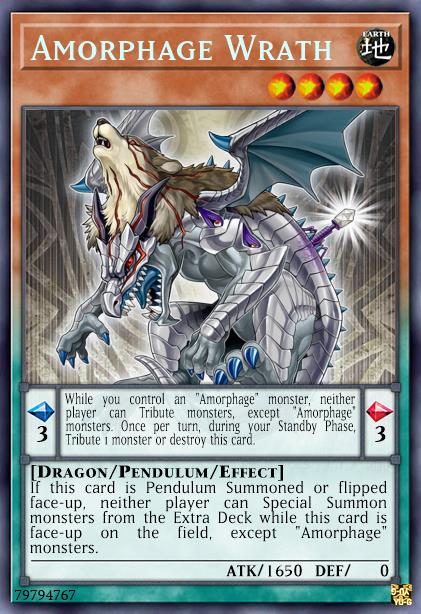 Amorphage Wrath
EARTH
地
While you control an "Amorphage" monster, neither
player can Tribute monsters, except "Amorphage"
monsters. Once per turn, during your Standby Phase,
Tribute 1 monster or destroy this card.
3
3
[Dragon/Pendulum/Effect]
If this card is Pendulum Summoned or flipped
face-up, neither player can Special Summon
monsters from the Extra Deck while this card is
face-up on the field, except "Amorphage"
monsters.
ATK/1650 DEF/ 0
79794767